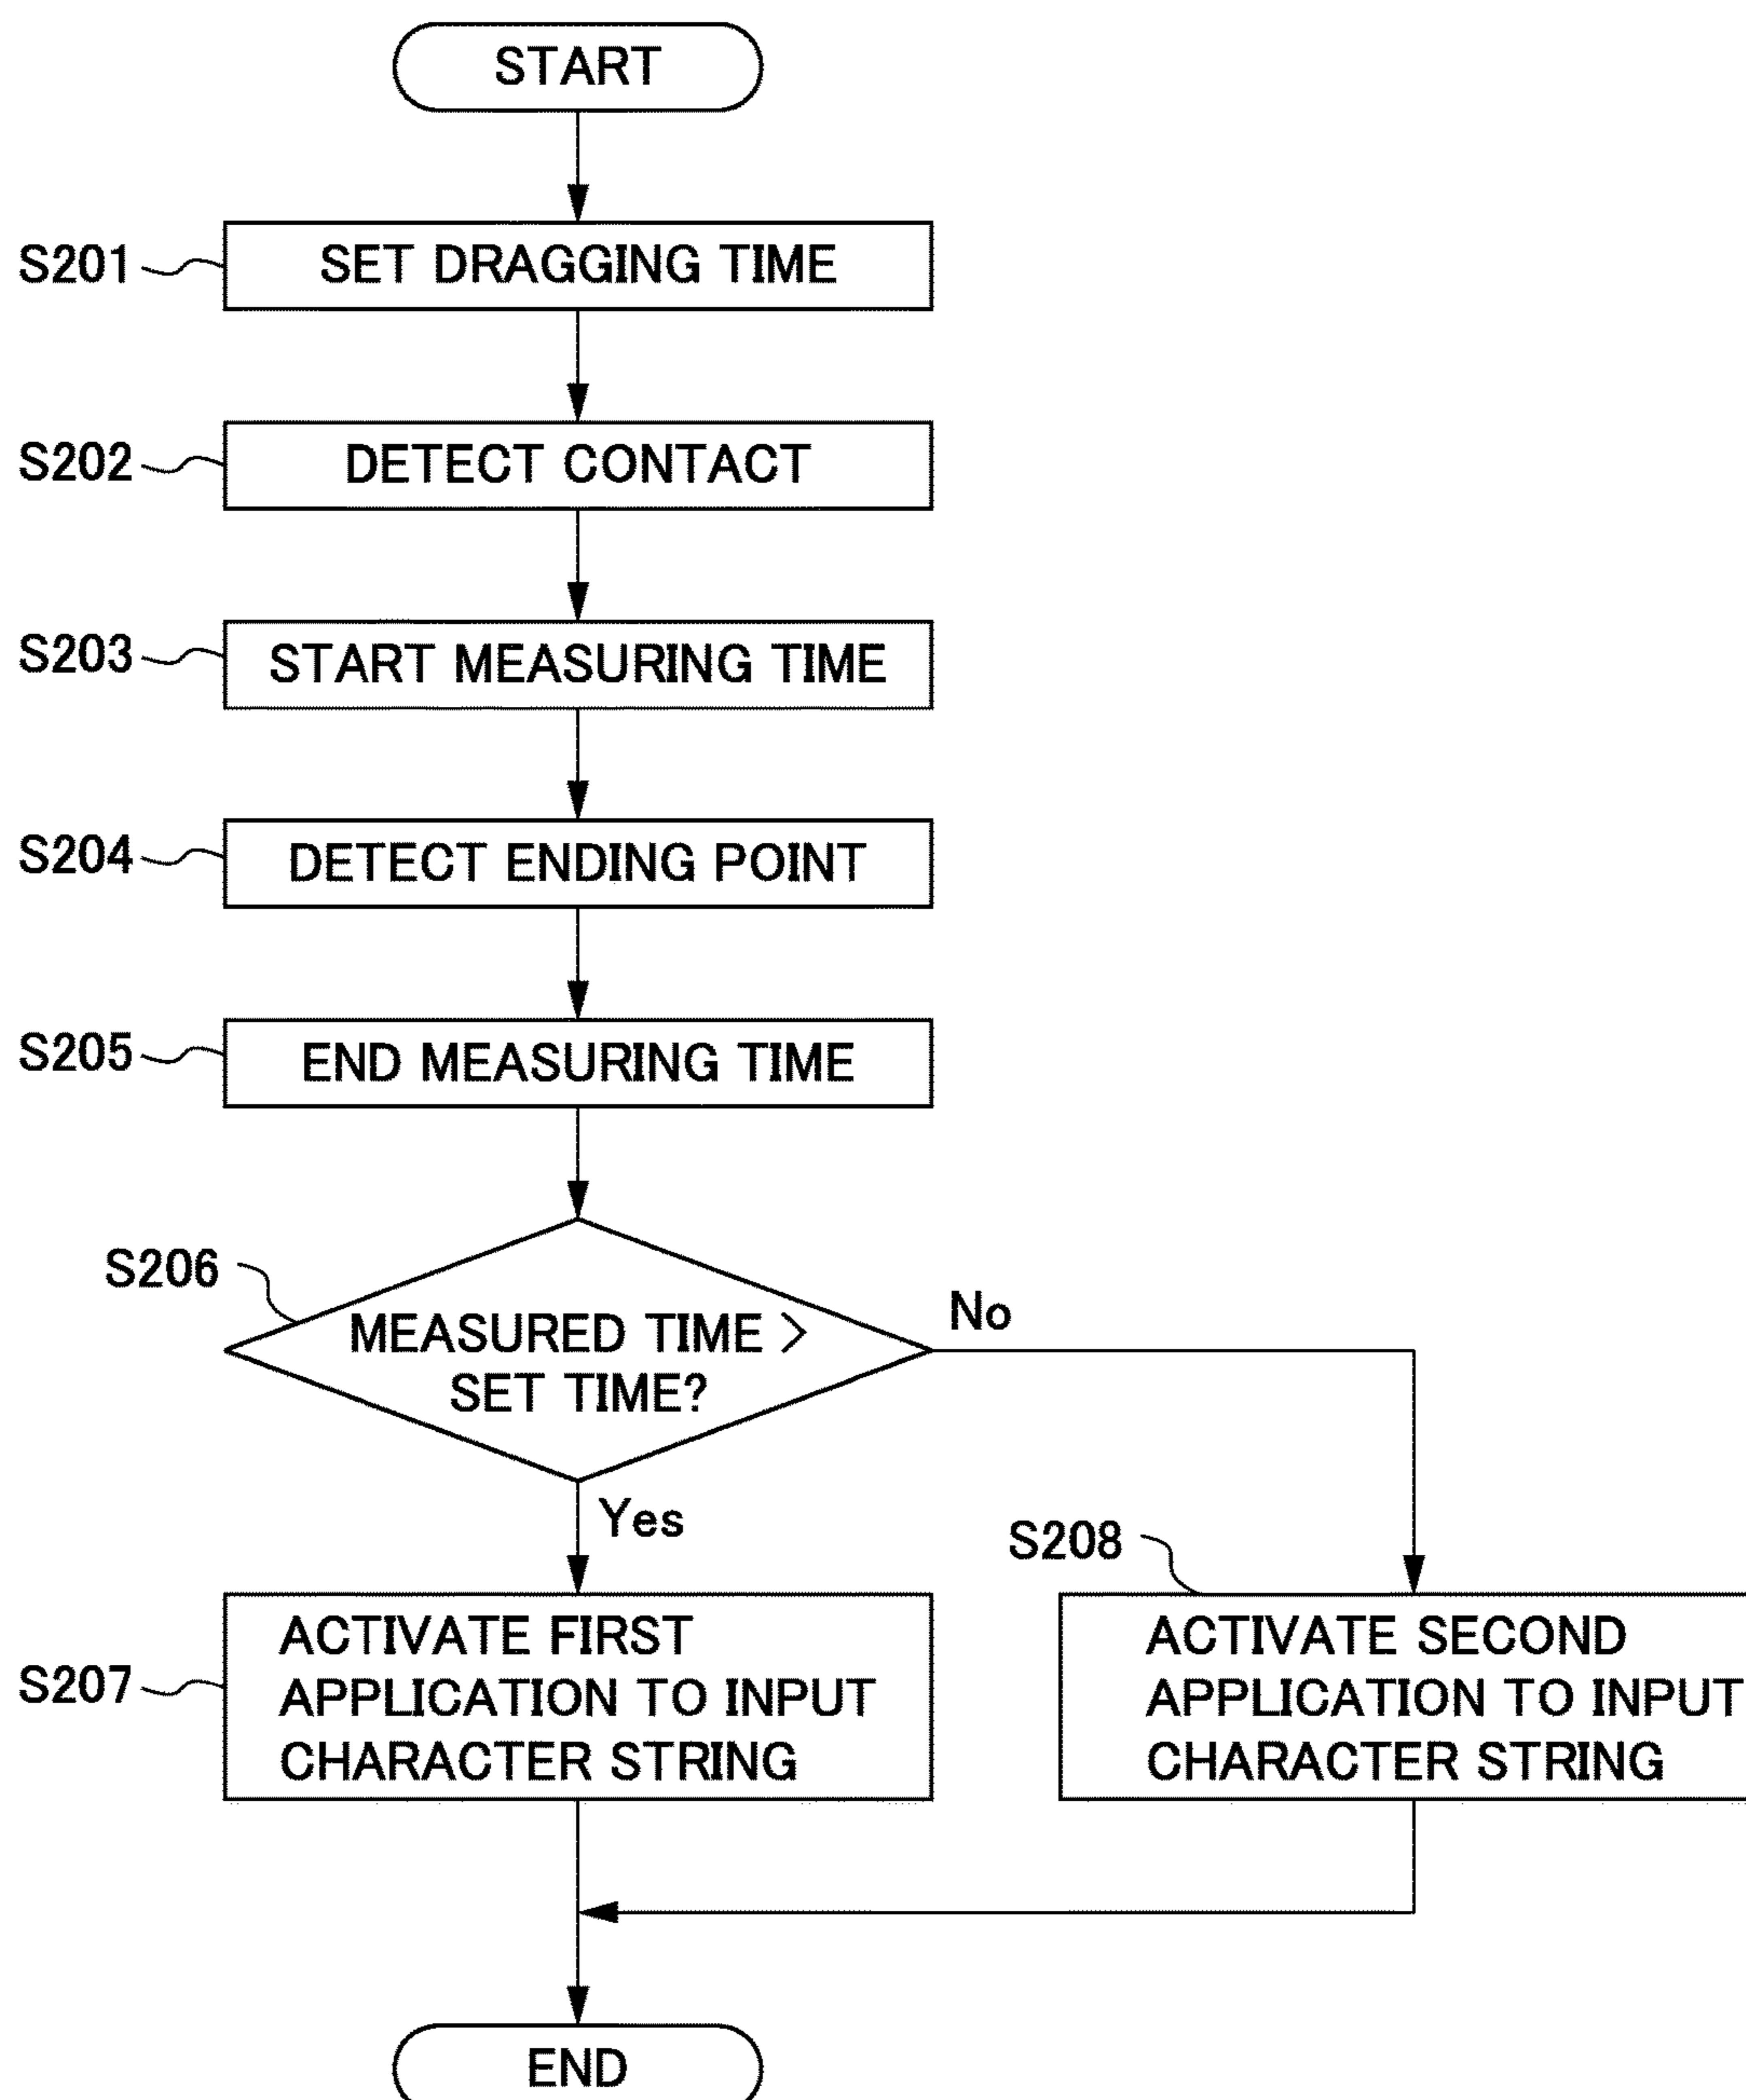 START
S201
SET DRAGGING TIME
S202
DETECT CONTACT
S203
START MEASURING TIME
S204
DETECT ENDING POINT
S205
END MEASURING TIME
S206
MEASURED TIME >
SET TIME?
No
Yes
S207
ACTIVATE FIRST
APPLICATION TO INPUT
CHARACTER STRING
S208
ACTIVATE SECOND
APPLICATION TO INPUT
CHARACTER STRING
END